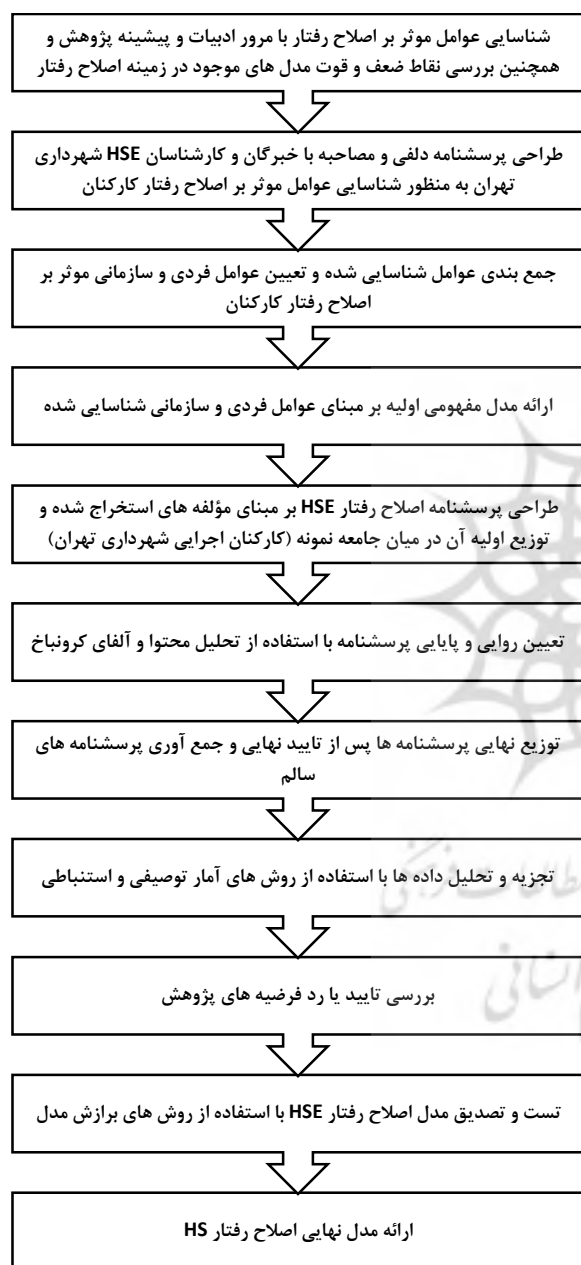 شناسایی عوامل موثر بر اصلاح رفتار با مرور ادبیات و پیشینه پژوهش و
همچنین بررسی نقاط ضعف و قوت مدل های موجود در زمینه اصلاح رفتار
طراحی پرسشنامه دلفی و مصاحبه با خبرگان و کارشناسان HSE شهرداری
تهران به منظور شناسایی عوامل موثر بر اصلاح رفتار کارکنان
جمع بندی عوامل شناسایی شده و تعیین عوامل فردی و سازمانی موثر بر
اصلاح رفتار کارکنان
ارائه مدل مفهومی اولیه بر مبنای عوامل فردی و سازمانی شناسایی شده
طراحی پرسشنامه اصلاح رفتار HSE بر مبنای مؤلفه های استخراج شده و
توزیع اولیه آن در میان جامعه نمونه (کارکنان اجرایی شهرداری تهران)
تعیین روایی و پایایی پرسشنامه با استفاده از تحلیل محتوا و آلفای کرونباخ
توزیع نهایی پرسشنامه ها پس از تایید نهایی و جمع آوری پرسشنامه های
سالم
تجزیه و تحلیل داده ها با استفاده از روش های آمار توصیفی و استنباطی
بررسی تایید یا رد فرضیه های پژوهش
تست و تصدیق مدل اصلاح رفتار HSE با استفاده از روش های برازش مدل
ارائه مدل نهایی اصلاح رفتار HS